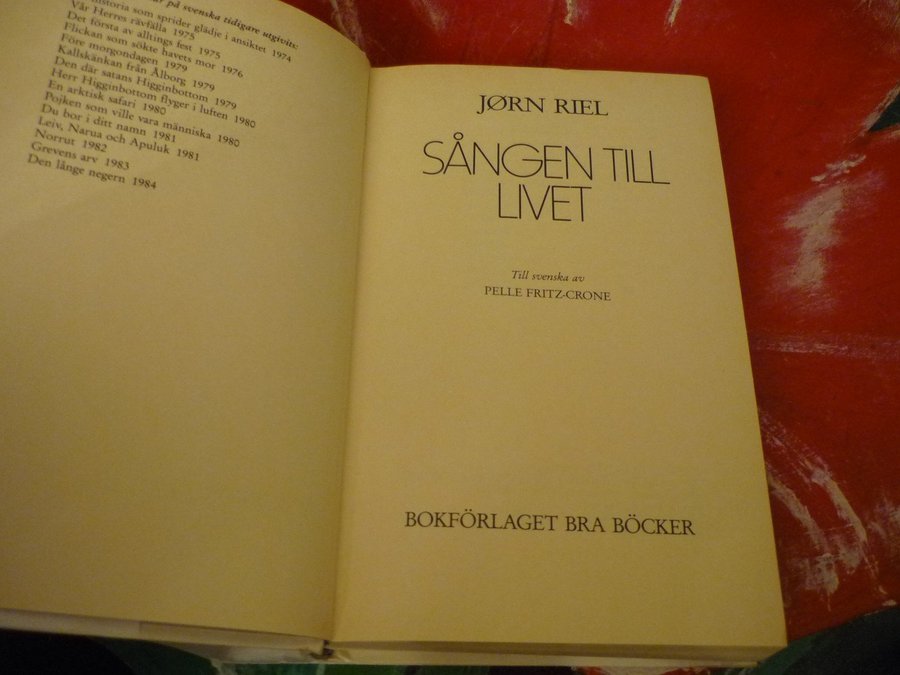 på svenska tidigare utgivits:
historia som sprider glädje i ansiktet 1974
Vår Herres rävfälla 1975
Det första av älltings fest 1975
Flickan som sökte havets mor 1976
Före morgondagen 1979
Kallskänkan från Ålborg 1979
Den där satans Higginbottom 1979
Herr Higginbottom flyger i luften 1980
En arktisk safari 1980
Pojken som ville vara människa 1980
Du bor i ditt namn 1981
Leiv, Narua och Apuluk 1981
Norrut 1982
Grevens arv 1983
Den långe negern 1984
JØRN RIEL
SÅNGEN TILL
LIVET
Till svenska av
PELLE FRITZ-CRONE
BOKFÖRLAGET BRA BÖCKER